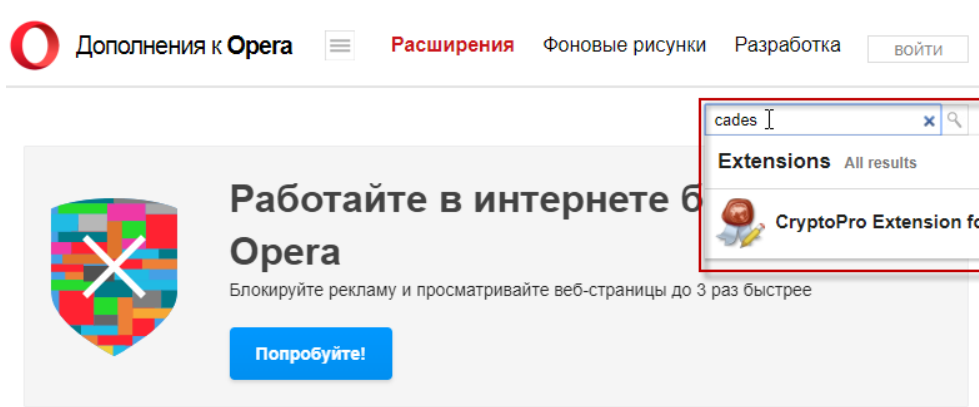 Дополнения к Opera
Расширения Фоновые рисунки Разработка войти
cades
Extensions All results
CryptoPro Extension
Работайте в интернете
Opera
Блокируйте рекламу и просматривайте веб-страницы до 3 раз быстрее
Попробуйте!